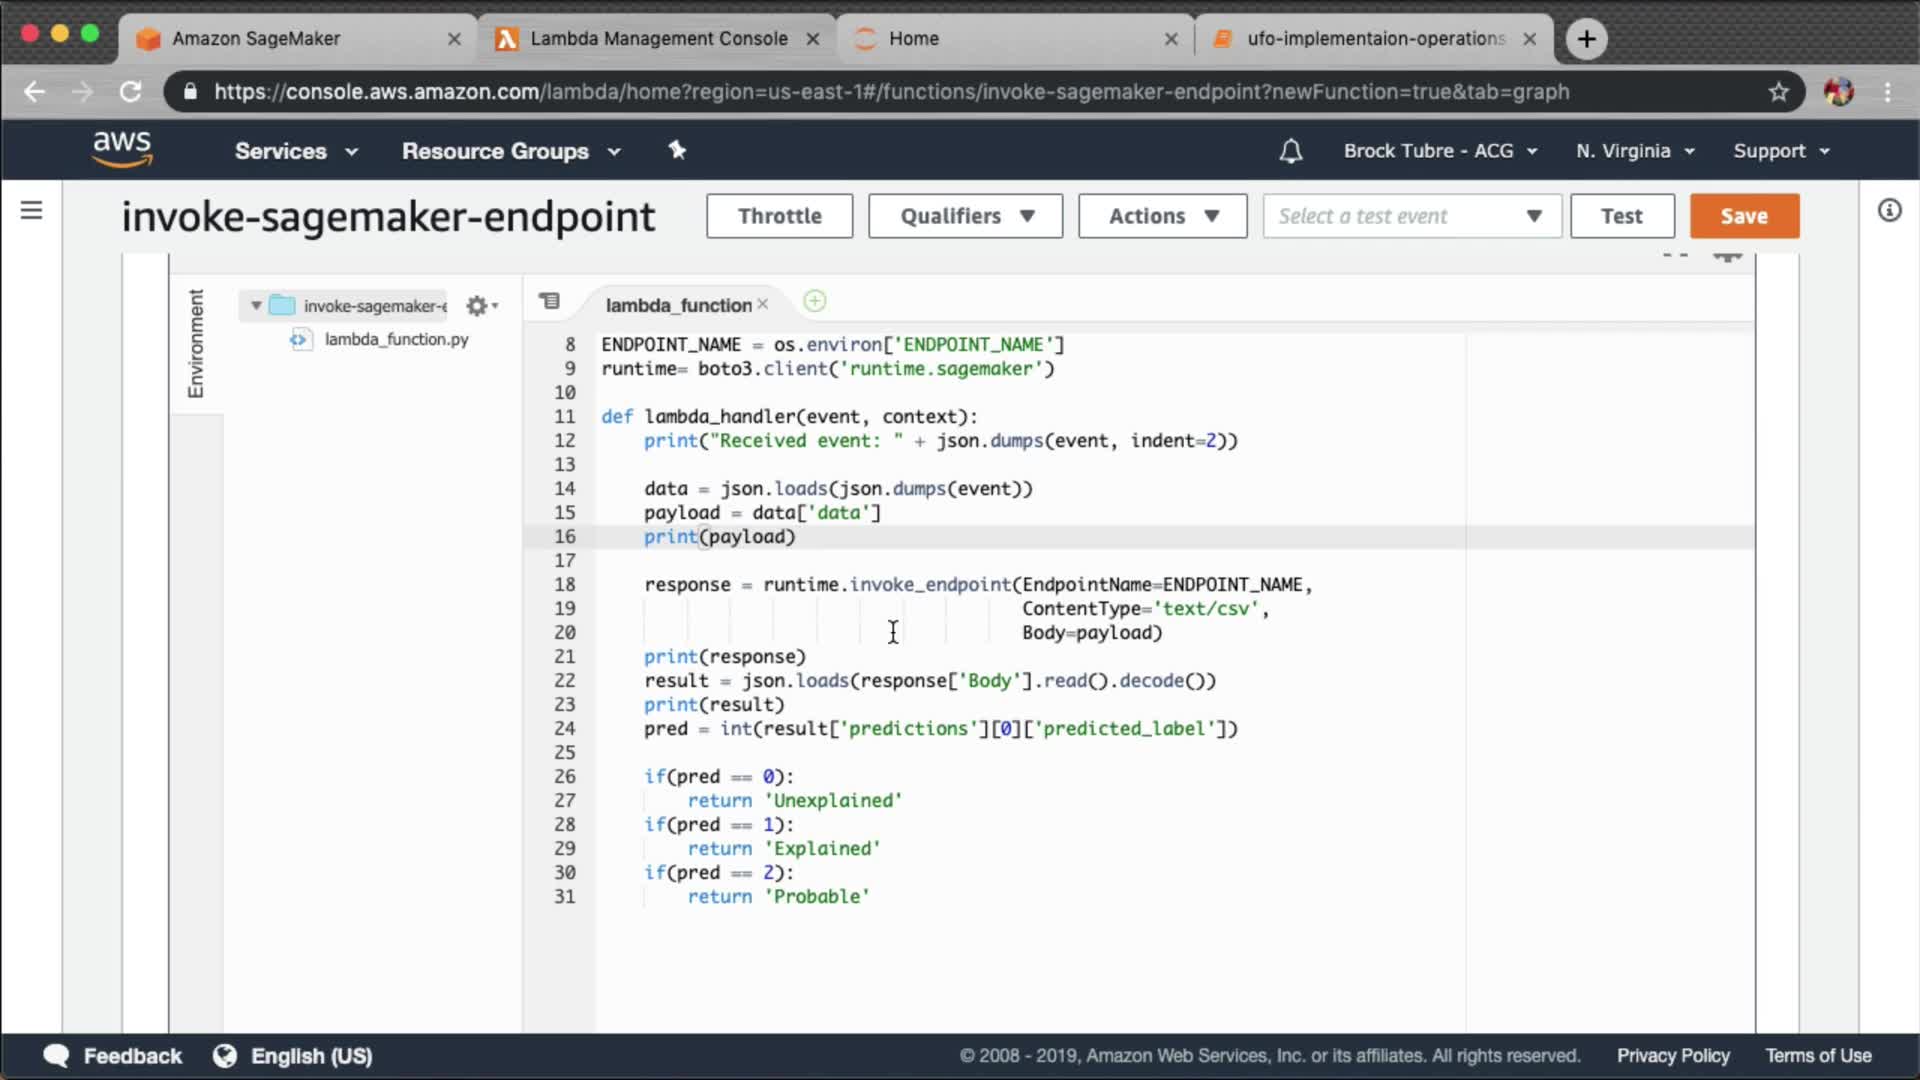 Amazon SageMaker
Lambda Management Console
Home
ufo-implementaion-operations
https://console.aws.amazon.com/lambda/home?region=us-east-1#/functions/invoke-sagemaker-endpoint?newFunction=true&tab=graph
aws
Services
Resource Groups
Brock Tubre - ACG
N. Virginia
Support
invoke-sagemaker-endpoint
Throttle
Qualifiers
Actions
Select a test event
Test
Save
Environment
invoke-sagemaker-e
lambda_function.py
lambda_function
8 ENDPOINT_NAME = os.environ['ENDPOINT_NAME']
9 runtime= boto3.client('runtime.sagemaker')
10
11 def lambda_handler(event, context):
12     print("Received event: " + json.dumps(event, indent=2))
13
14     data = json.loads(json.dumps(event))
15     payload = data['data']
16     print(payload)
17
18     response = runtime.invoke_endpoint(EndpointName=ENDPOINT_NAME,
19                                        ContentType='text/csv',
20                                        Body=payload)
21     print(response)
22     result = json.loads(response['Body'].read().decode())
23     print(result)
24     pred = int(result['predictions'][0]['predicted_label'])
25
26     if(pred == 0):
27         return 'Unexplained'
28     if(pred == 1):
29         return 'Explained'
30     if(pred == 2):
31         return 'Probable'
Feedback
English (US)
© 2008 - 2019, Amazon Web Services, Inc. or its affiliates. All rights reserved.
Privacy Policy
Terms of Use